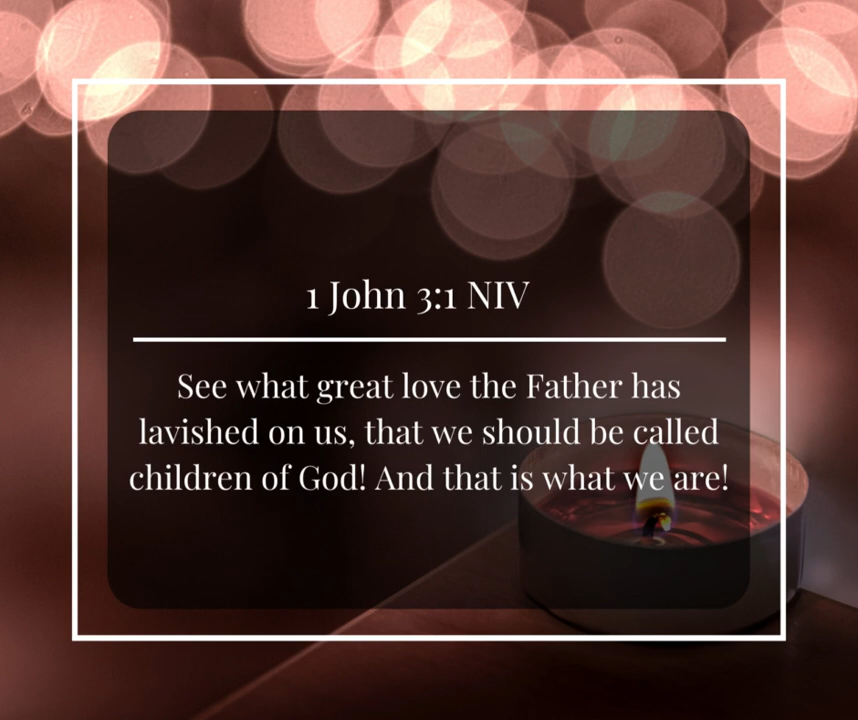 1 John 3:1 NIV
See what great love the Father has
lavished on us, that we should be called
children of God! And that is what we are!